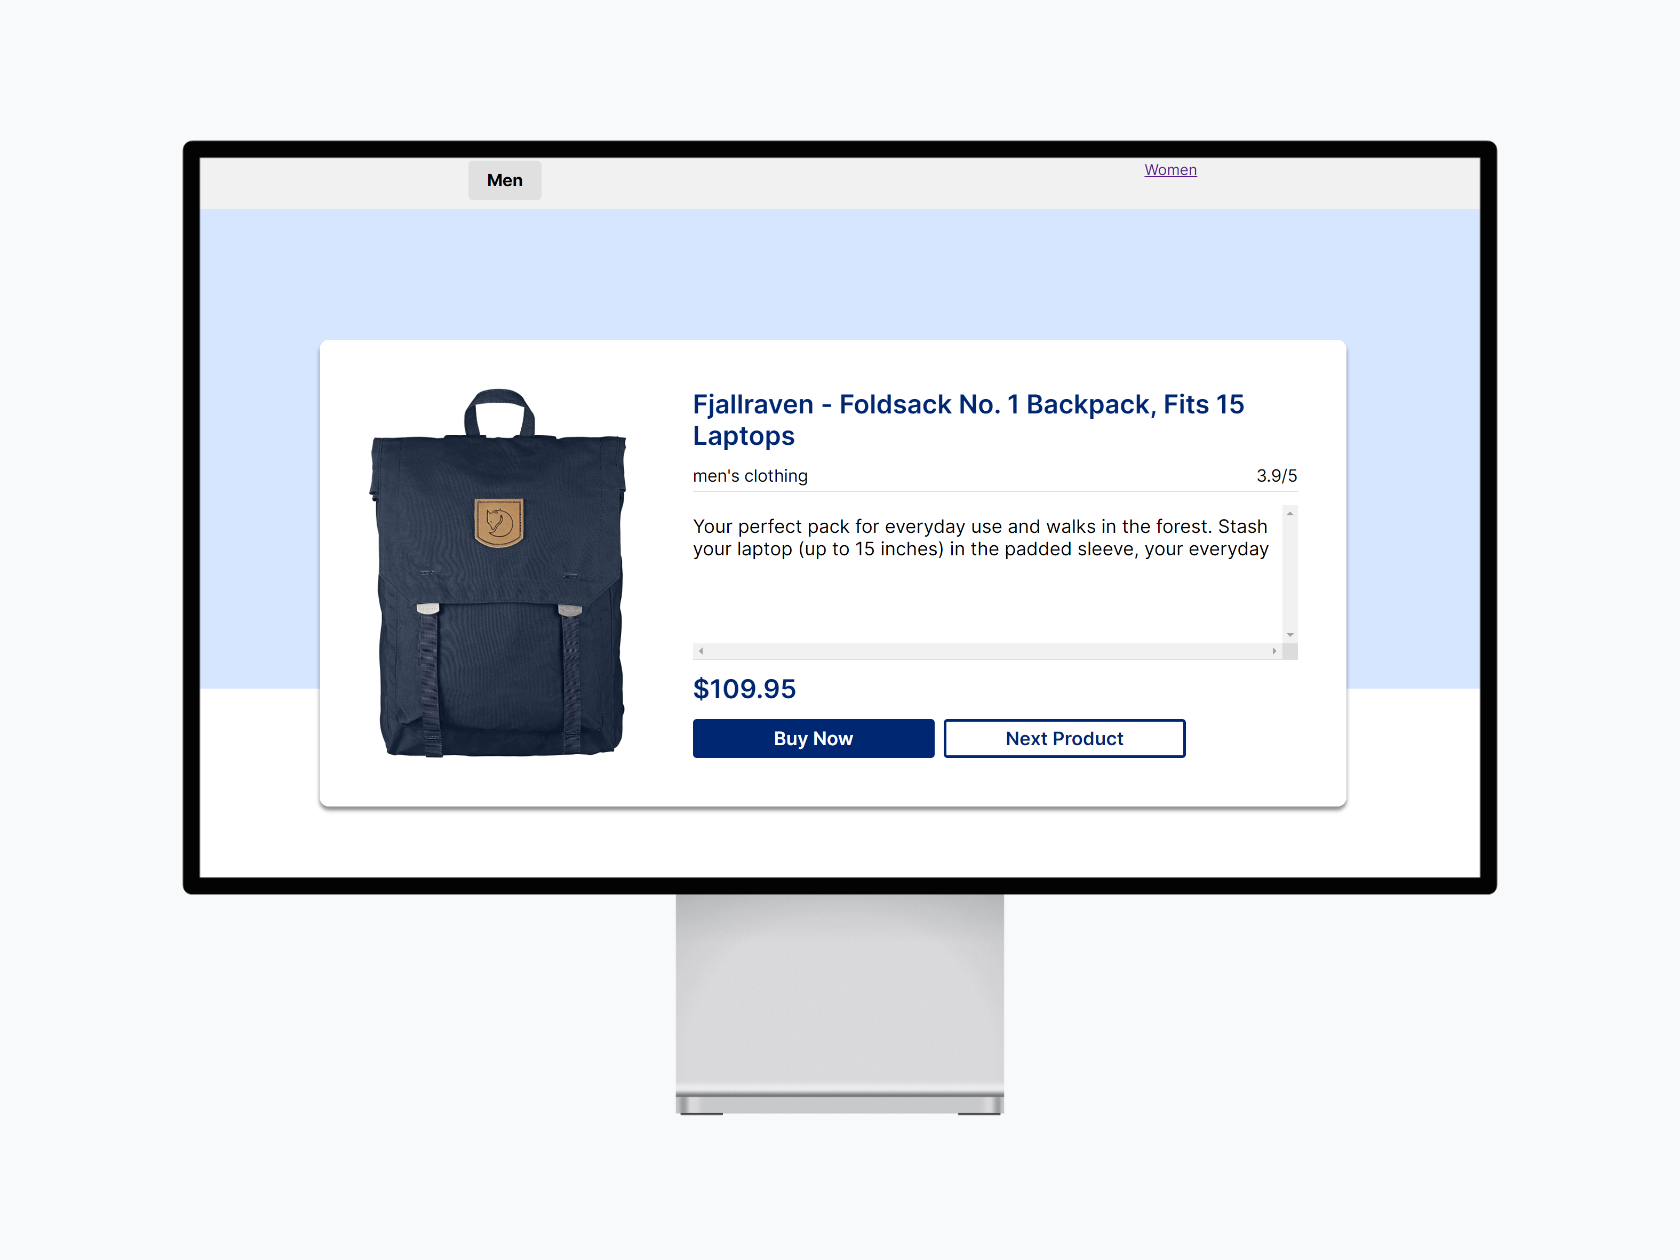 Men
Women
Fjallraven - Foldsack No. 1 Backpack, Fits 15
Laptops
men's clothing
3.9/5
Your perfect pack for everyday use and walks in the forest. Stash
your laptop (up to 15 inches) in the padded sleeve, your everyday
$109.95
Buy Now
Next Product